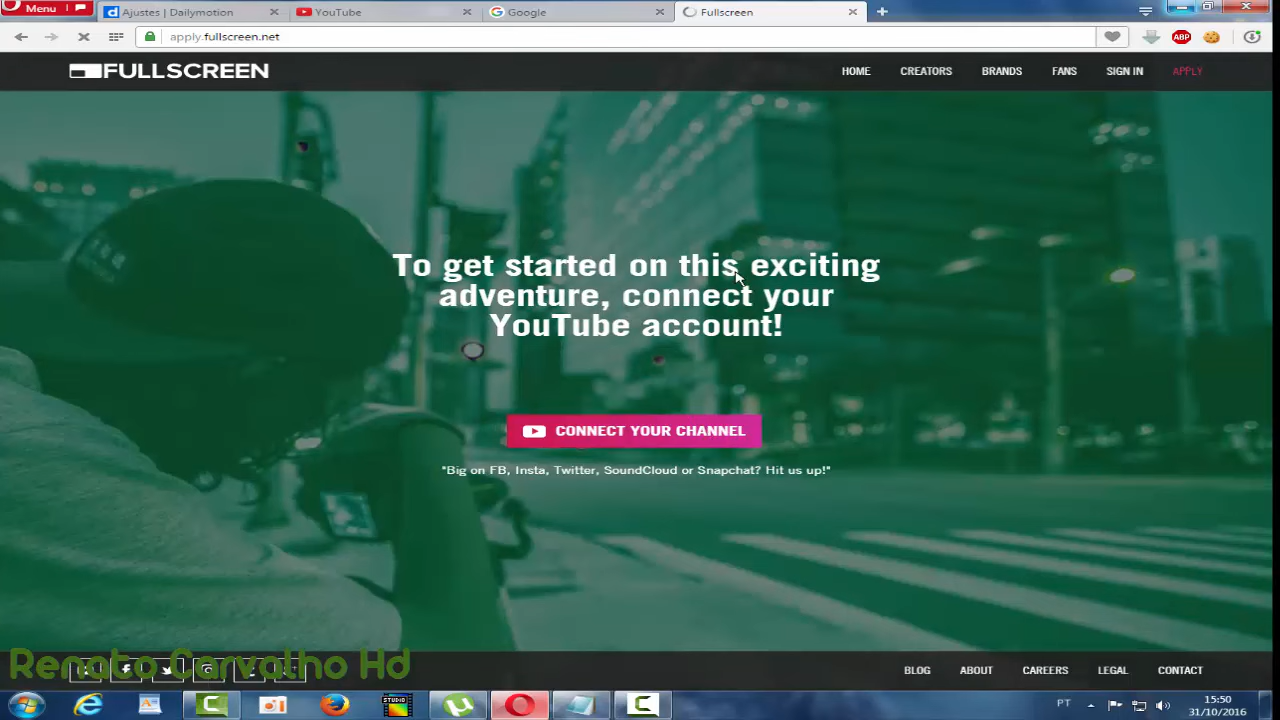 Menu
Ajustes | Dailymotion
YouTube
Google
Fullscreen
apply.fullscreen.net
ABP
FULLSCREEN
HOME
CREATORS
BRANDS
FANS
SIGN IN
APPLY
To get started on this exciting
adventure, connect your
YouTube account!
CONNECT YOUR CHANNEL
"Big on FB, Insta, Twitter, SoundCloud or Snapchat? Hit us up!"
Renato Carvalho Hd
BLOG
ABOUT
CAREERS
LEGAL
CONTACT
STUDIO
PT
15:50
31/10/2016